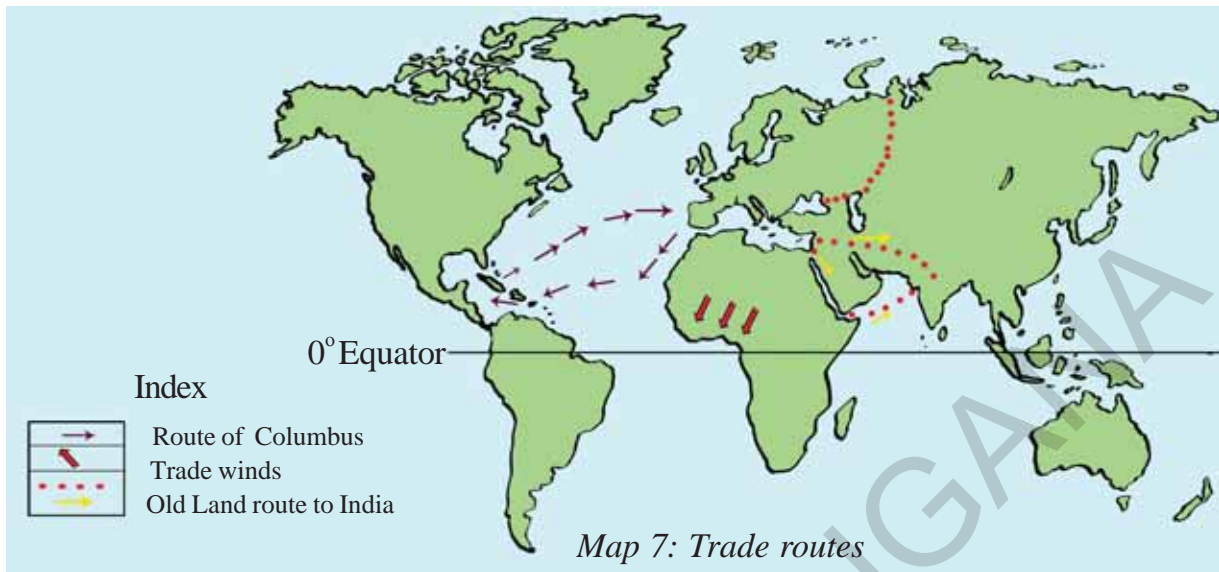 0° Equator
Index
Route of Columbus
Trade winds
Old Land route to India
Map 7: Trade routes